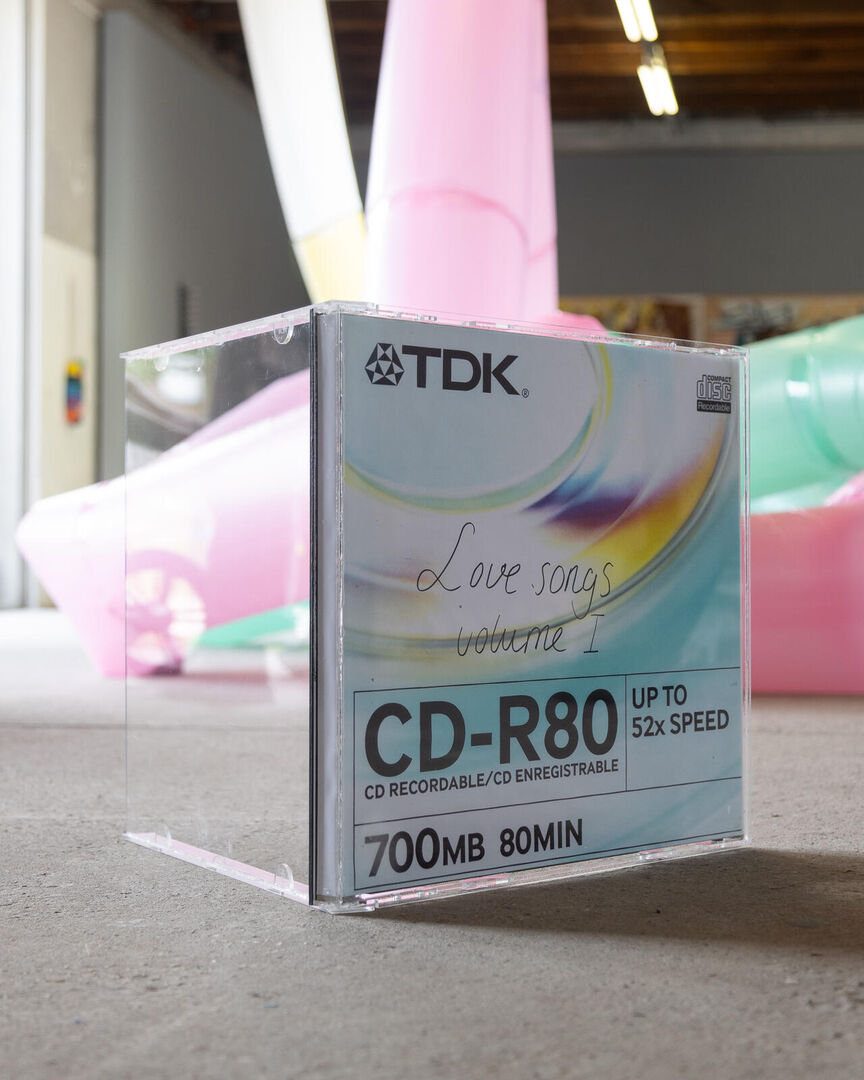 TDK®
COMPACT
disc
Recordable
Love songs
volume I
CD-R80
CD RECORDABLE/CD ENREGISTRABLE
UP TO
52x SPEED
700MB 80MIN